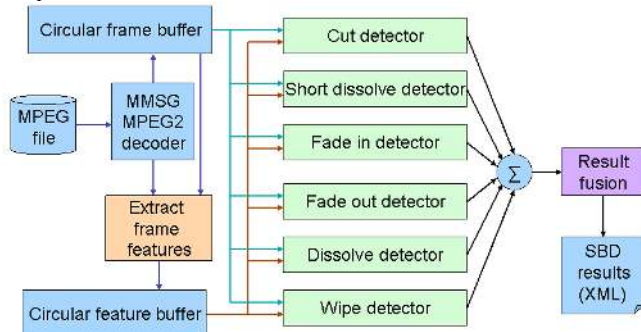 Circular frame buffer
MPEG
file
MMSG
MPEG2
decoder
Extract
frame
features
Circular feature buffer
Cut detector
Short dissolve detector
Fade in detector
Fade out detector
Dissolve detector
Wipe detector
Σ
Result
fusion
SBD
results
(XML)